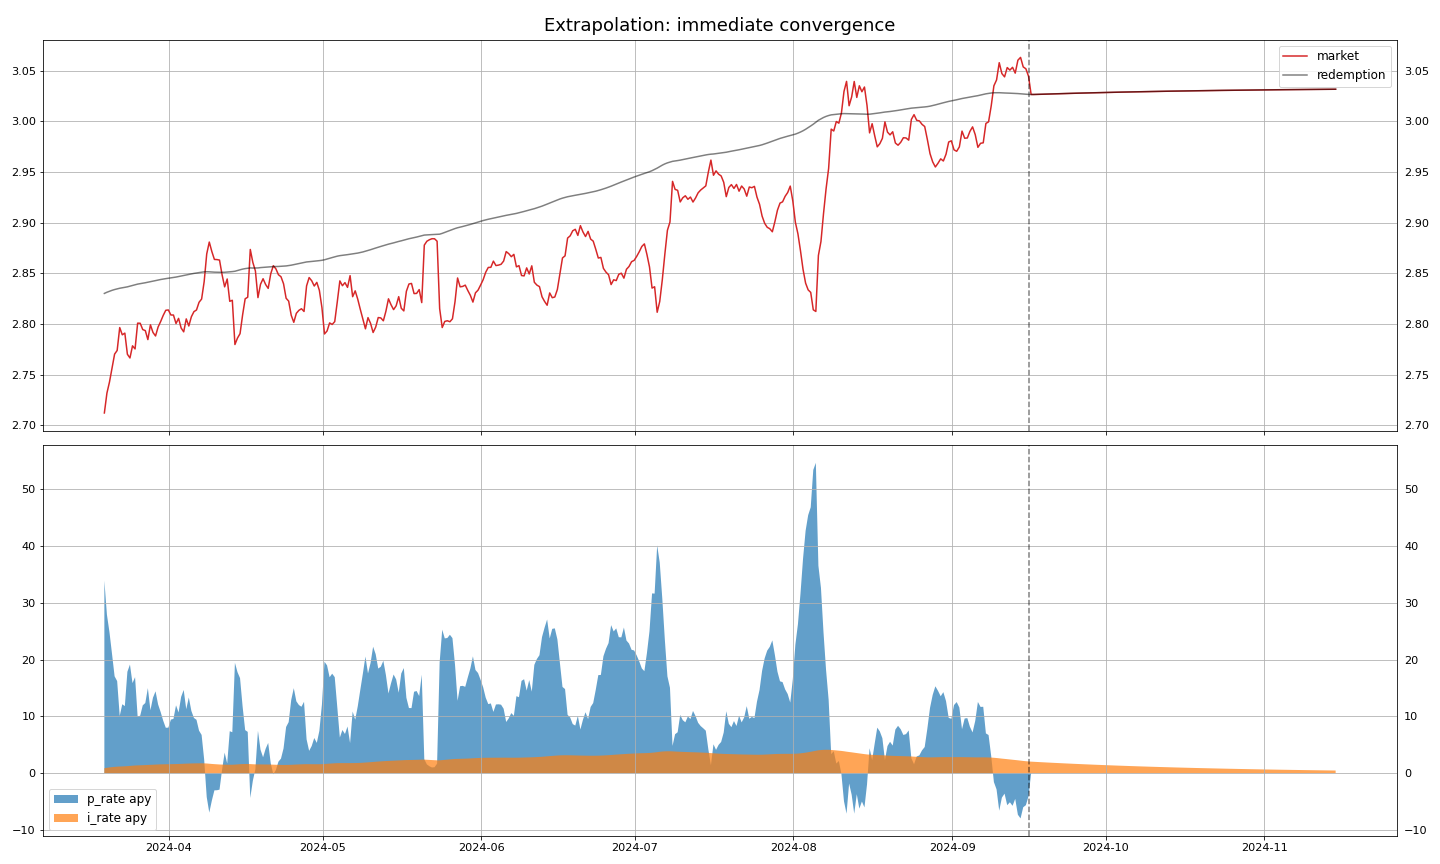 Extrapolation: immediate convergence
market
redemption
3.05 3.05
3.00 3.00
2.95 2.95
2.90 2.90
2.85 2.85
2.80 2.80
2.75 2.75
2.70 2.70
50 50
40 40
30 30
20 20
10 10
0 0
−10 −10
p_rate apy
i_rate apy
2024-04 2024-05 2024-06 2024-07 2024-08 2024-09 2024-10 2024-11